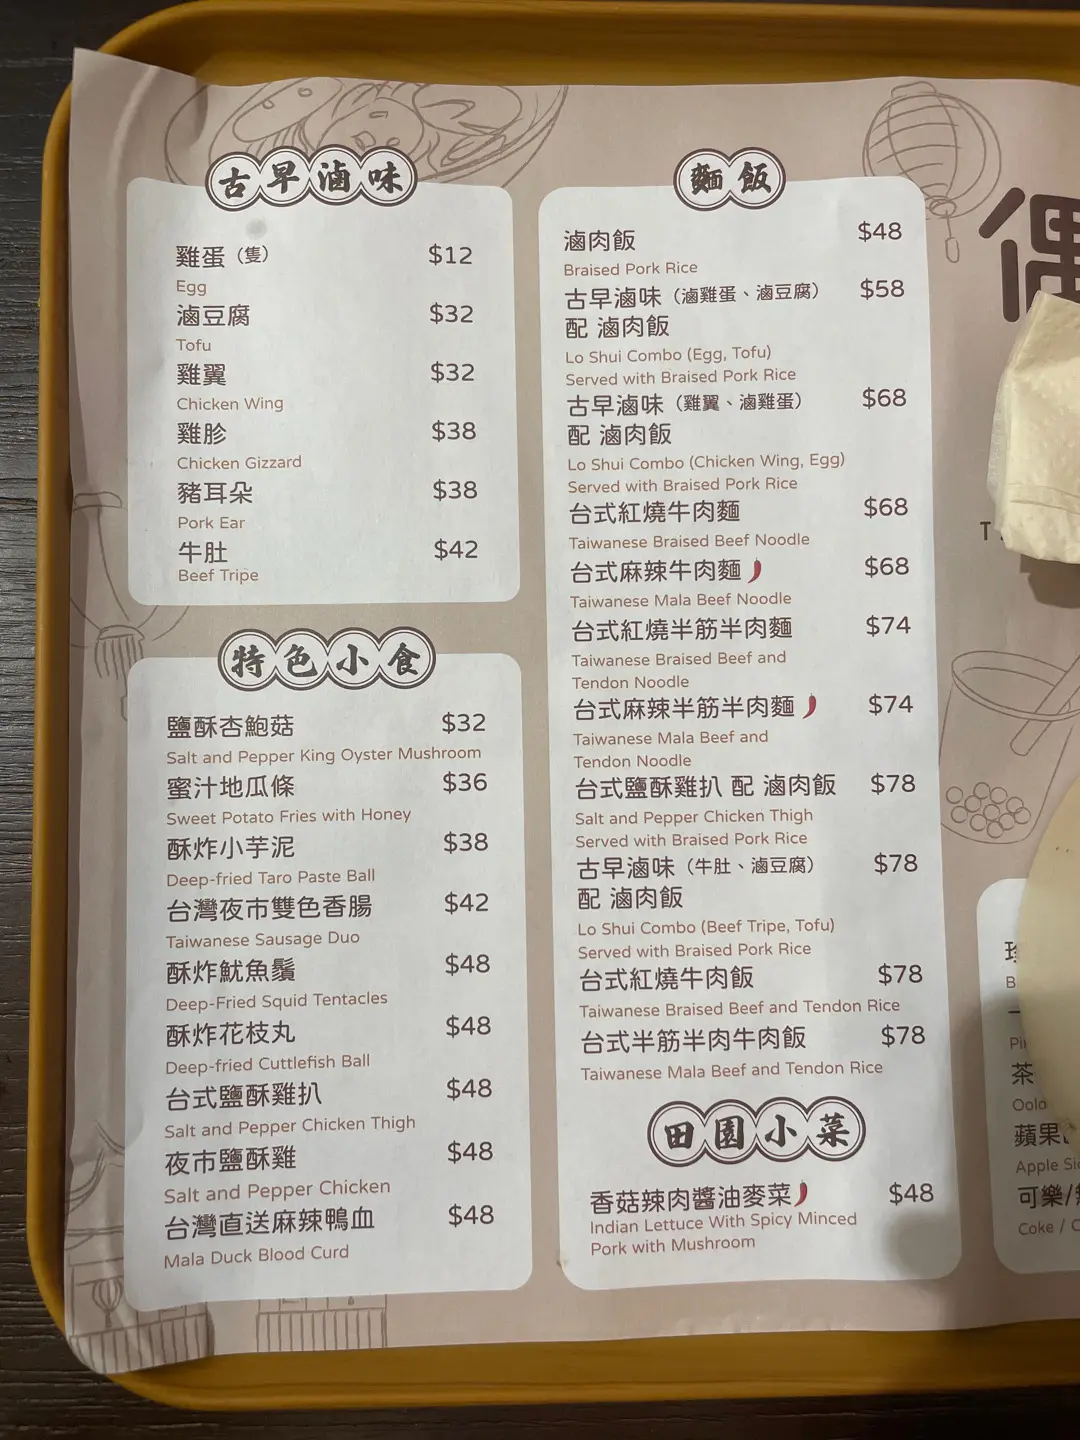 古早滷味
雞蛋（隻） $12
Egg
滷豆腐 $32
Tofu
雞翼 $32
Chicken Wing
雞胗 $38
Chicken Gizzard
豬耳朵 $38
Pork Ear
牛肚 $42
Beef Tripe
特色小食
鹽酥杏鮑菇 $32
Salt and Pepper King Oyster Mushroom
蜜汁地瓜條 $36
Sweet Potato Fries with Honey
酥炸小芋泥 $38
Deep-fried Taro Paste Ball
台灣夜市雙色香腸 $42
Taiwanese Sausage Duo
酥炸魷魚鬚 $48
Deep-Fried Squid Tentacles
酥炸花枝丸 $48
Deep-fried Cuttlefish Ball
台式鹽酥雞扒 $48
Salt and Pepper Chicken Thigh
夜市鹽酥雞 $48
Salt and Pepper Chicken
台灣直送麻辣鴨血 $48
Mala Duck Blood Curd
麵飯
滷肉飯 $48
Braised Pork Rice
古早滷味（滷雞蛋、滷豆腐） $58
配 滷肉飯
Lo Shui Combo (Egg, Tofu)
Served with Braised Pork Rice
古早滷味（雞翼、滷雞蛋） $68
配 滷肉飯
Lo Shui Combo (Chicken Wing, Egg)
Served with Braised Pork Rice
台式紅燒牛肉麵 $68
Taiwanese Braised Beef Noodle
台式麻辣牛肉麵 $68
Taiwanese Mala Beef Noodle
台式紅燒半筋半肉麵 $74
Taiwanese Braised Beef and
Tendon Noodle
台式麻辣半筋半肉麵 $74
Taiwanese Mala Beef and
Tendon Noodle
台式鹽酥雞扒 配 滷肉飯 $78
Salt and Pepper Chicken Thigh
Served with Braised Pork Rice
古早滷味（牛肚、滷豆腐） $78
配 滷肉飯
Lo Shui Combo (Beef Tripe, Tofu)
Served with Braised Pork Rice
台式紅燒牛肉飯 $78
Taiwanese Braised Beef and Tendon Rice
台式半筋半肉牛肉飯 $78
Taiwanese Mala Beef and Tendon Rice
田園小菜
香菇辣肉醬油麥菜 $48
Indian Lettuce With Spicy Minced
Pork with Mushroom
偶
茶
蘋果
Apple
可樂/
Coke /